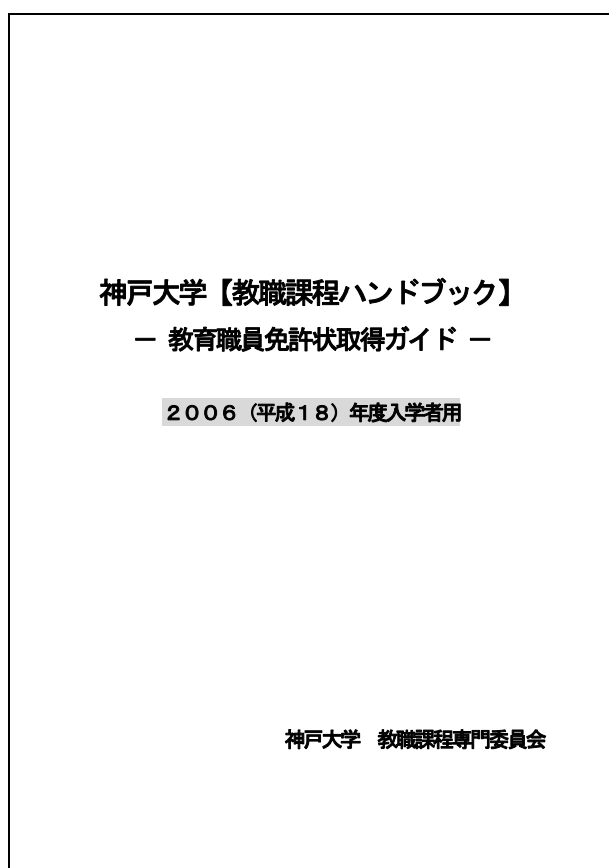 神戸大学【教職課程ハンドブック】
－ 教育職員免許状取得ガイド －
２００６（平成１８）年度入学者用
神戸大学　教職課程専門委員会